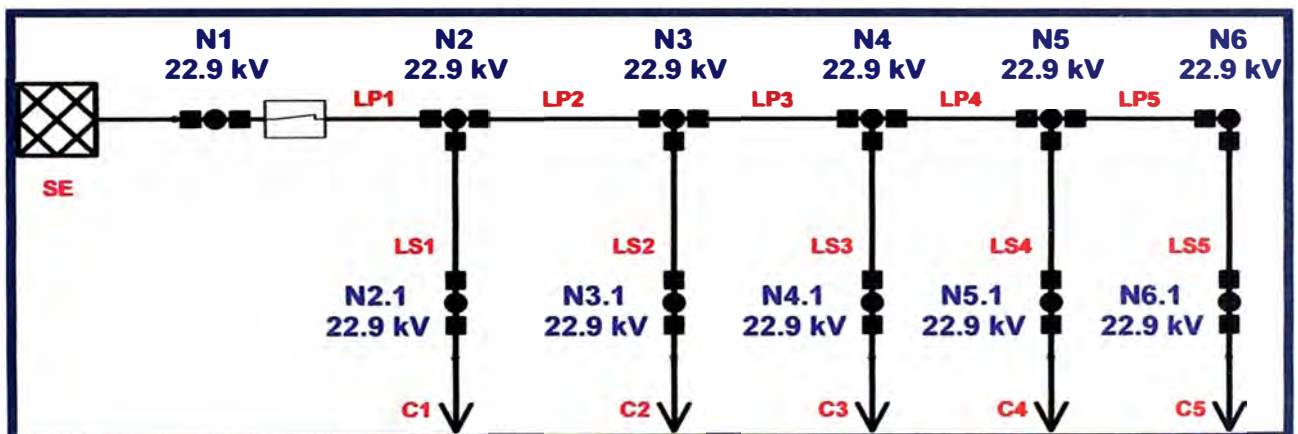 N1 N2 N3 N4 N5 N6
22.9 kV 22.9 kV 22.9 kV 22.9 kV 22.9 kV 22.9 kV
LP1 LP2 LP3 LP4 LP5
SE
LS1 LS2 LS3 LS4 LS5
N2.1 N3.1 N4.1 N5.1 N6.1
22.9 kV 22.9 kV 22.9 kV 22.9 kV 22.9 kV
C1 C2 C3 C4 C5